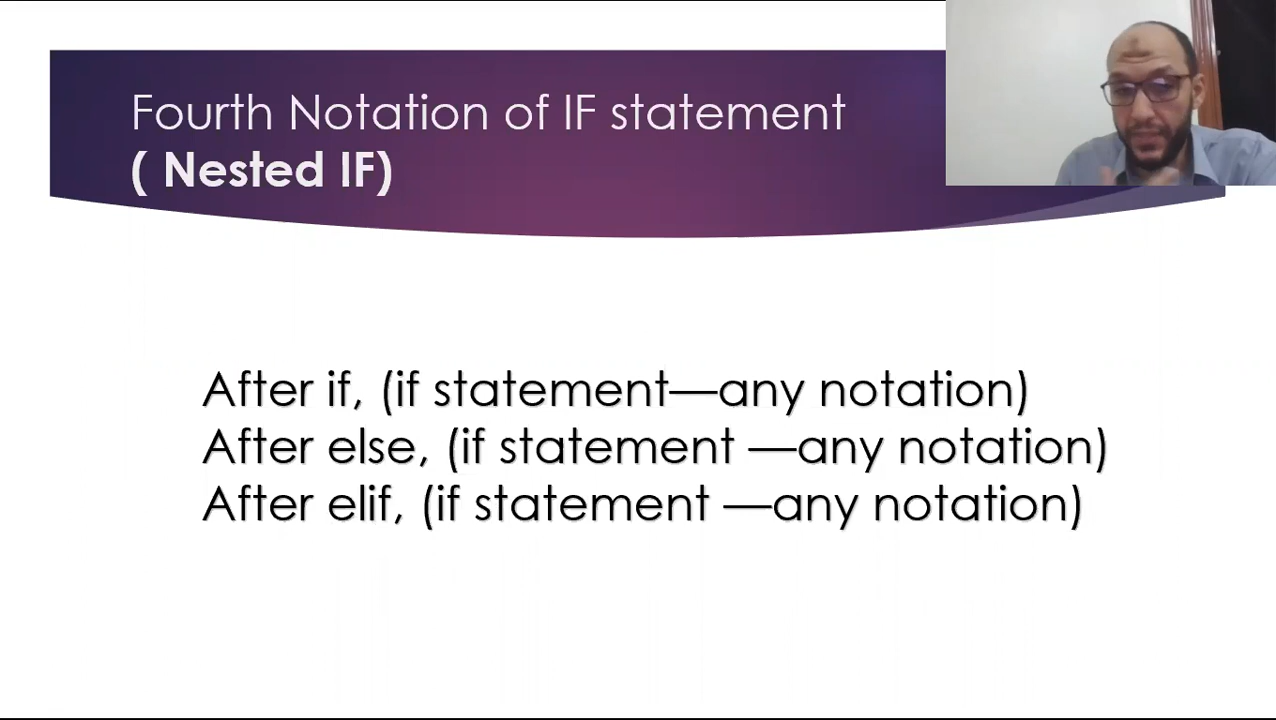 Fourth Notation of IF statement
( Nested IF)
After if, (if statement—any notation)
After else, (if statement —any notation)
After elif, (if statement —any notation)